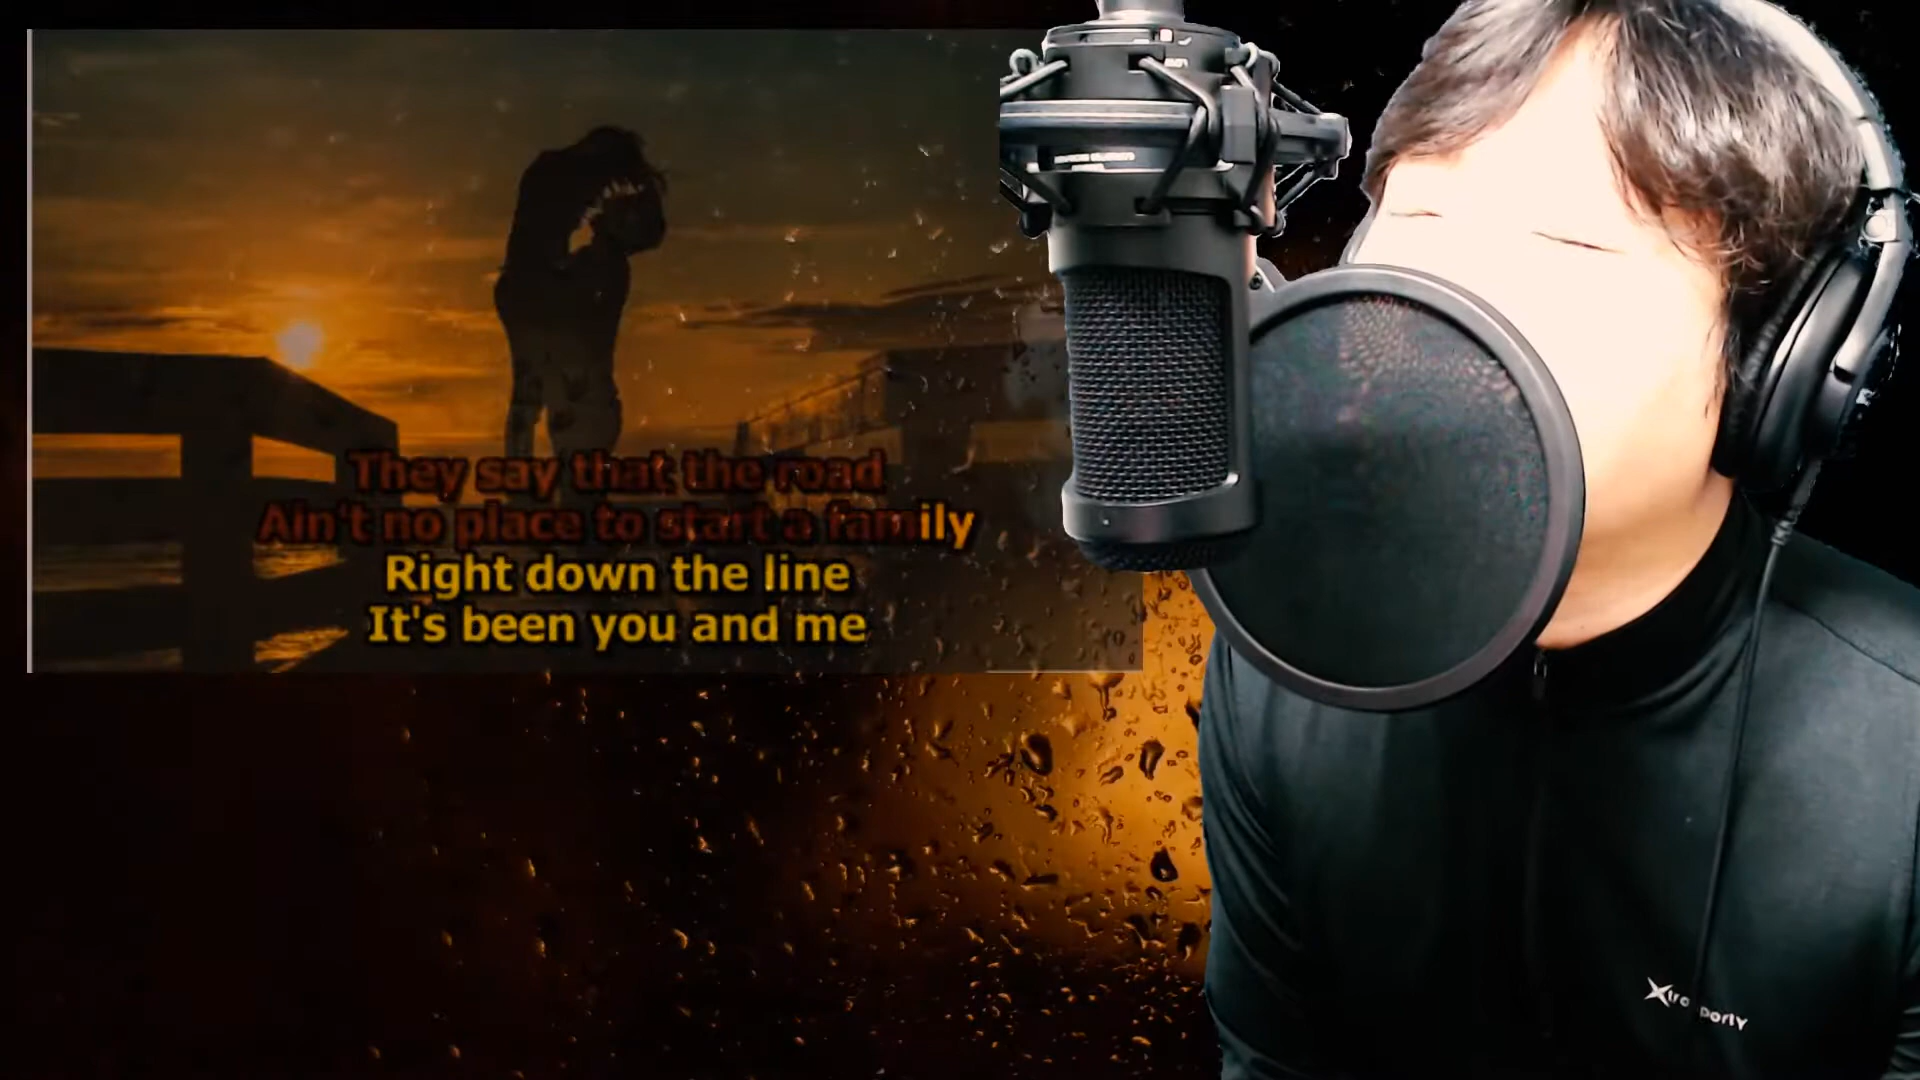 They say that the road
Ain't no place to start a family
Right down the line
It's been you and me